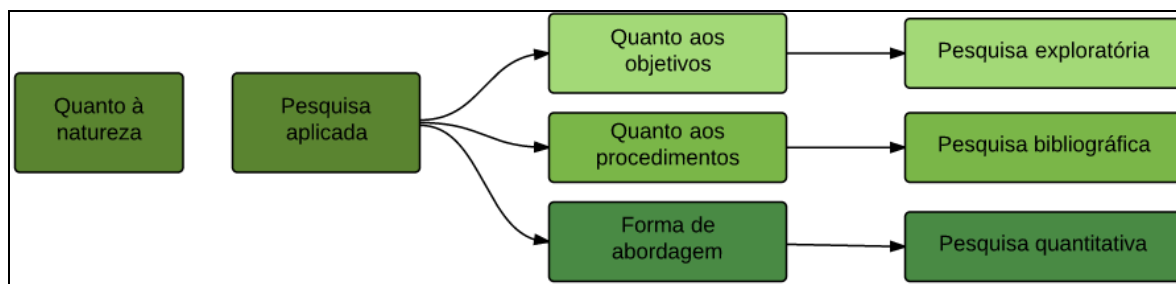 Quanto à
natureza
Pesquisa
aplicada
Quanto aos
objetivos
Pesquisa exploratória
Quanto aos
procedimentos
Pesquisa bibliográfica
Forma de
abordagem
Pesquisa quantitativa